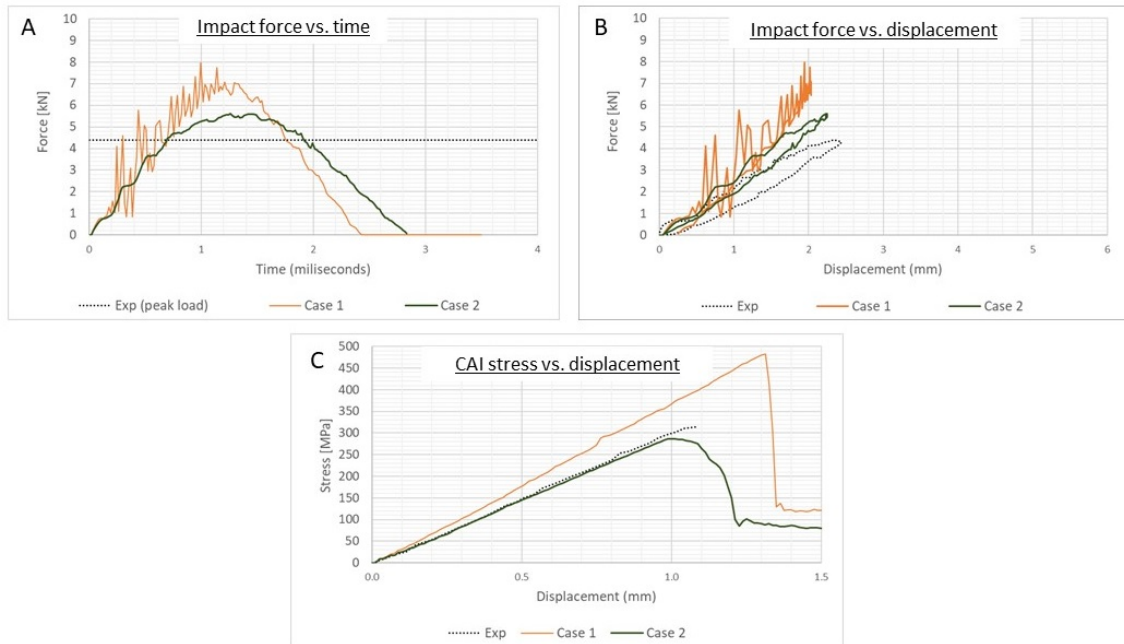 A
Impact force vs. time
10
9
8
7
6
5
4
3
2
1
0
Force [kN]
0 1 2 3 4
Time (miliseconds)
Exp (peak load) Case 1 Case 2
B
Impact force vs. displacement
10
9
8
7
6
5
4
3
2
1
0
Force [kN]
0 1 2 3 4 5 6
Displacement (mm)
Exp Case 1 Case 2
C
CAI stress vs. displacement
500
450
400
350
300
250
200
150
100
50
0
Stress [MPa]
0.0 0.5 1.0 1.5
Displacement (mm)
Exp Case 1 Case 2